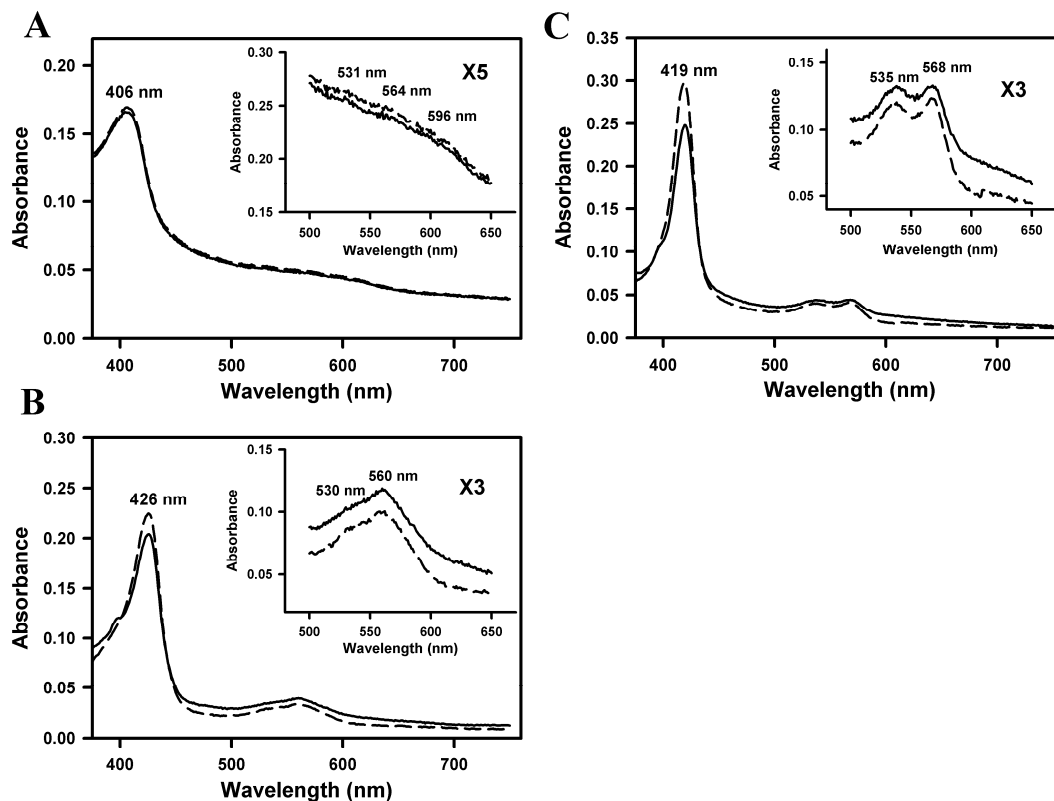 A
Absorbance
0.20
0.15
0.10
0.05
0.00
406 nm
400 500 600 700
Wavelength (nm)
Absorbance
0.30
0.25
0.20
0.15
531 nm
564 nm
596 nm
X5
500 550 600 650
Wavelength (nm)
B
Absorbance
0.30
0.25
0.20
0.15
0.10
0.05
0.00
426 nm
400 500 600 700
Wavelength (nm)
Absorbance
0.15
0.10
0.05
530 nm
560 nm
X3
500 550 600 650
Wavelength (nm)
C
Absorbance
0.35
0.30
0.25
0.20
0.15
0.10
0.05
0.00
419 nm
400 500 600 700
Wavelength (nm)
Absorbance
0.15
0.10
0.05
535 nm
568 nm
X3
500 550 600 650
Wavelength (nm)